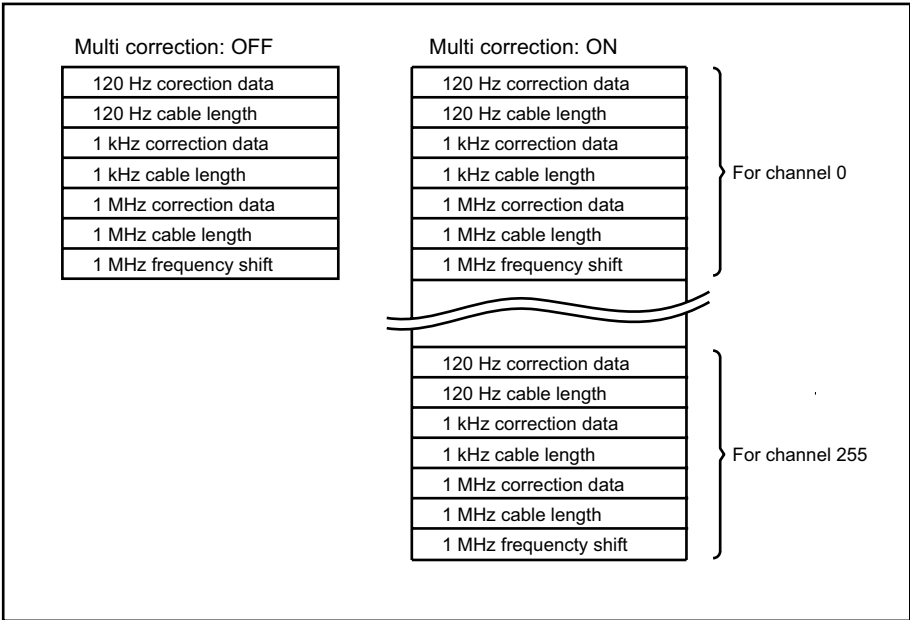 Multi correction: OFF
120 Hz corection data
120 Hz cable length
1 kHz correction data
1 kHz cable length
1 MHz correction data
1 MHz cable length
1 MHz frequency shift
Multi correction: ON
120 Hz correction data
120 Hz cable length
1 kHz correction data
1 kHz cable length
1 MHz correction data
1 MHz cable length
1 MHz frequency shift
For channel 0
120 Hz correction data
120 Hz cable length
1 kHz correction data
1 kHz cable length
1 MHz correction data
1 MHz cable length
1 MHz frequencty shift
For channel 255